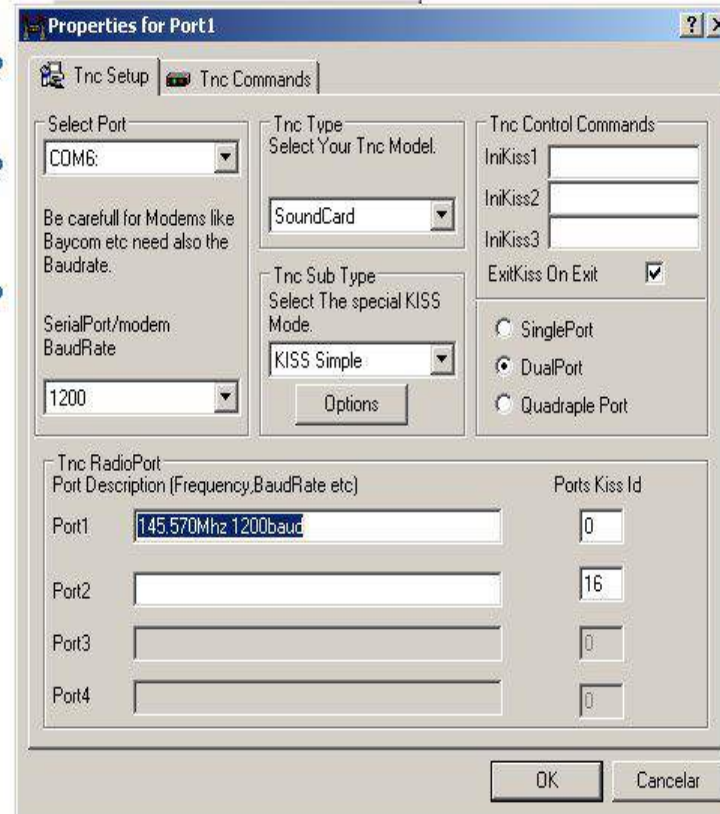 Properties for Port1
Tnc Setup
Tnc Commands
Select Port
COM6:
Be carefull for Modems like
Baycom etc need also the
Baudrate.
SerialPort/modem
BaudRate
1200
Tnc Type
Select Your Tnc Model.
SoundCard
Tnc Sub Type
Select The special KISS
Mode.
KISS Simple
Options
Tnc Control Commands
IniKiss1
IniKiss2
IniKiss3
ExitKiss On Exit
SinglePort
DualPort
Quadraple Port
Tnc RadioPort
Port Description (Frequency,BaudRate etc)
Ports Kiss Id
Port1 145.570Mhz 1200baud 0
Port2 16
Port3 0
Port4 0
OK
Cancelar